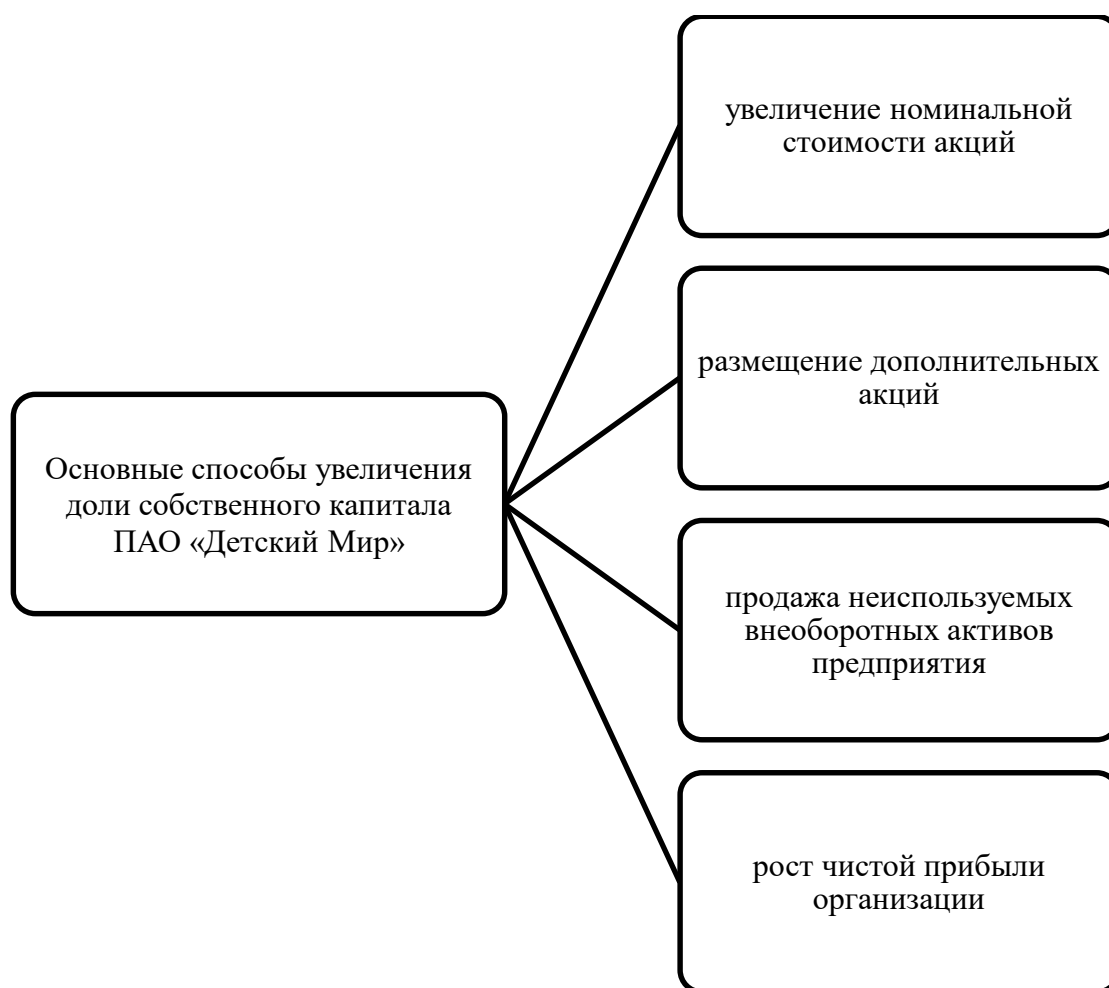 Основные способы увеличения
доли собственного капитала
ПАО «Детский Мир»
увеличение номинальной
стоимости акций
размещение дополнительных
акций
продажа неиспользуемых
внеоборотных активов
предприятия
рост чистой прибыли
организации